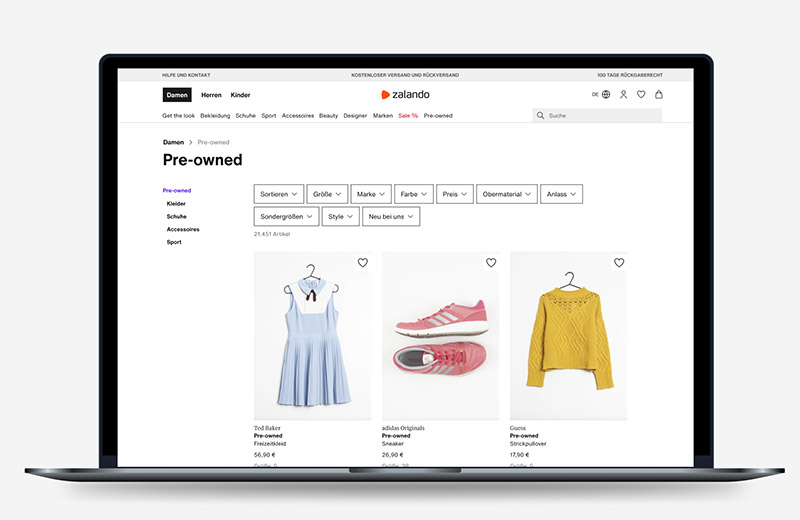 HILFE UND KONTAKT KOSTENLOSER VERSAND UND RÜCKVERSAND 100 TAGE RÜCKGABERECHT
Damen Herren Kinder zalando DE
Get the look Bekleidung Schuhe Sport Accessoires Beauty Designer Marken Sale % Pre-owned Suche
Damen > Pre-owned
Pre-owned
Pre-owned
Kleider
Schuhe
Accessoires
Sport
Sortieren Größe Marke Farbe Preis Obermaterial Anlass
Sondergrößen Style Neu bei uns
21.451 Artikel
Ted Baker
Pre-owned
Freizeitkleid
56,90 €
Größe: S
adidas Originals
Pre-owned
Sneaker
26,90 €
Größe: 38
Guess
Pre-owned
Strickpullover
17,90 €
Größe: S